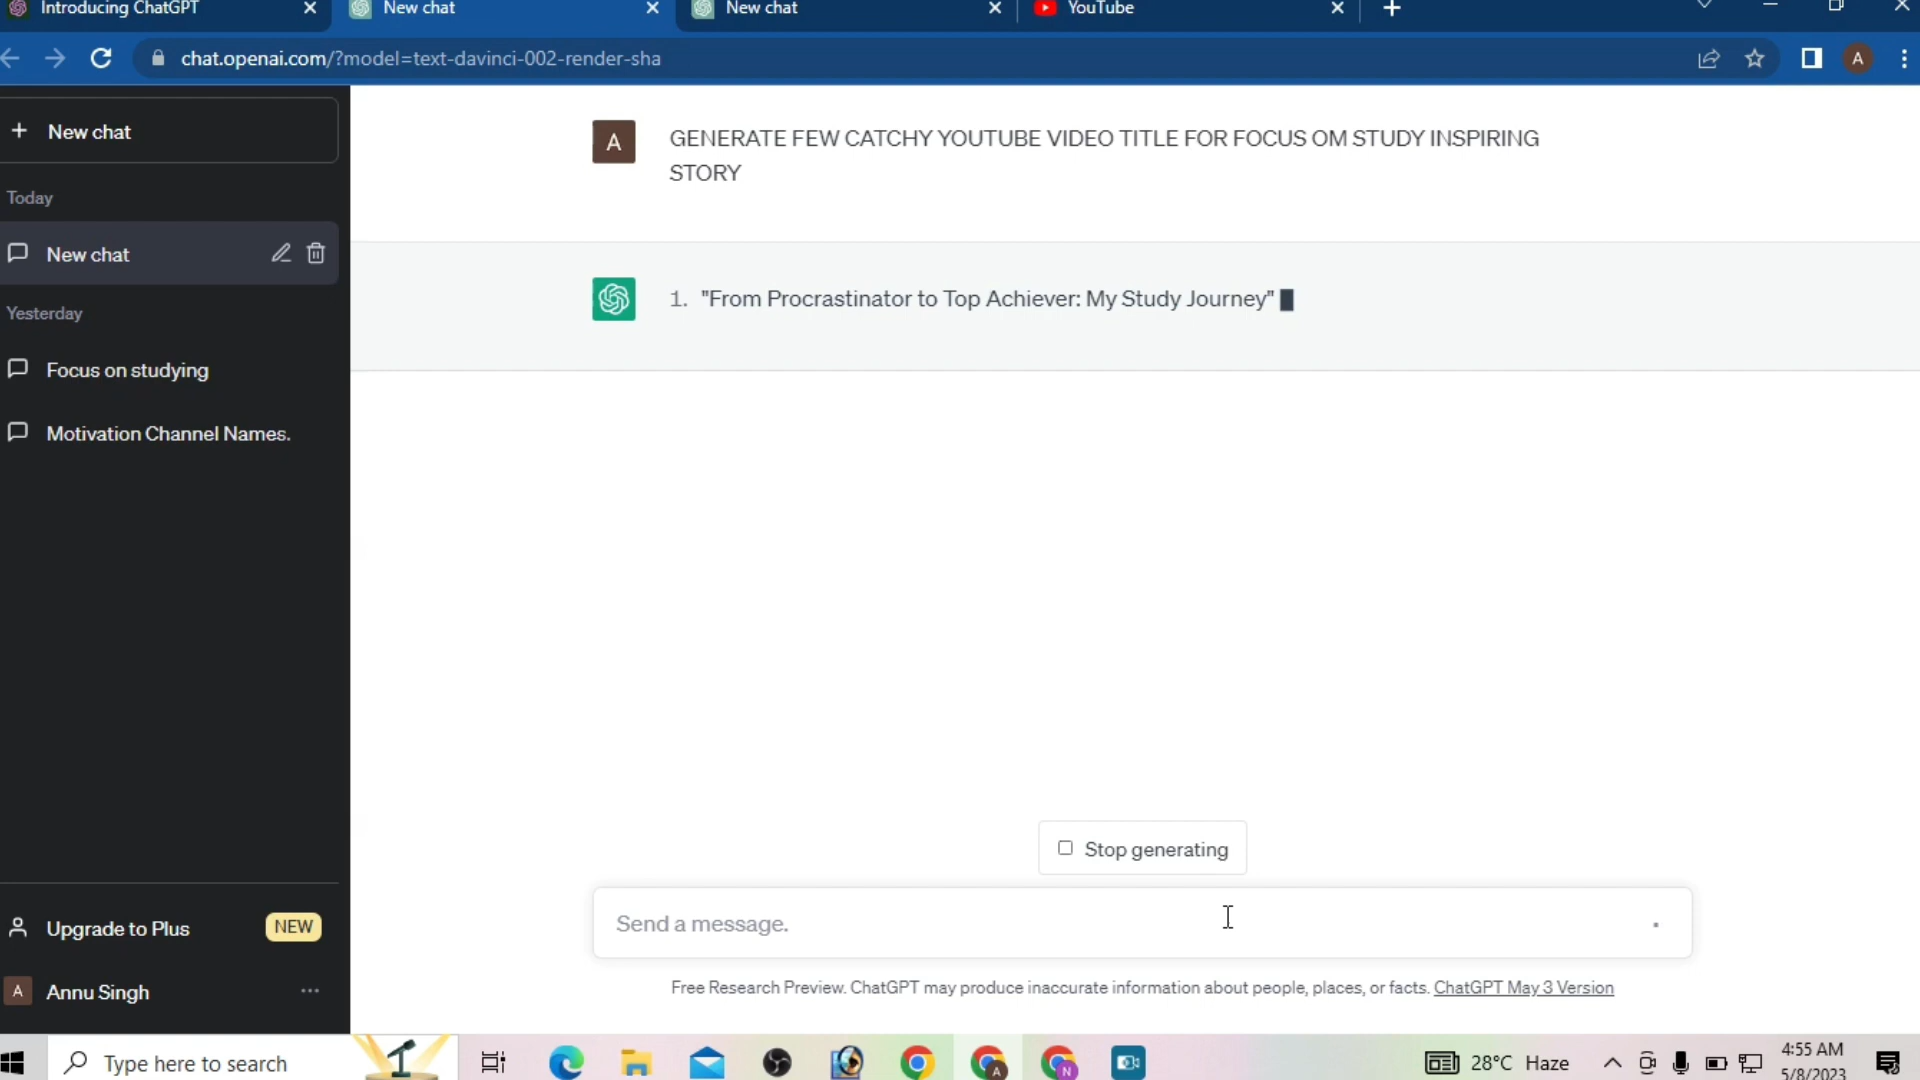 Introducing ChatGPT
New chat
New chat
YouTube
chat.openai.com/?model=text-davinci-002-render-sha
A
New chat
Today
New chat
Yesterday
Focus on studying
Motivation Channel Names.
Upgrade to Plus
NEW
A
Annu Singh
A
GENERATE FEW CATCHY YOUTUBE VIDEO TITLE FOR FOCUS OM STUDY INSPIRING
STORY
1. "From Procrastinator to Top Achiever: My Study Journey"
Stop generating
Send a message.
Free Research Preview. ChatGPT may produce inaccurate information about people, places, or facts. ChatGPT May 3 Version
Type here to search
A
N
28°C Haze
4:55 AM
5/8/2023